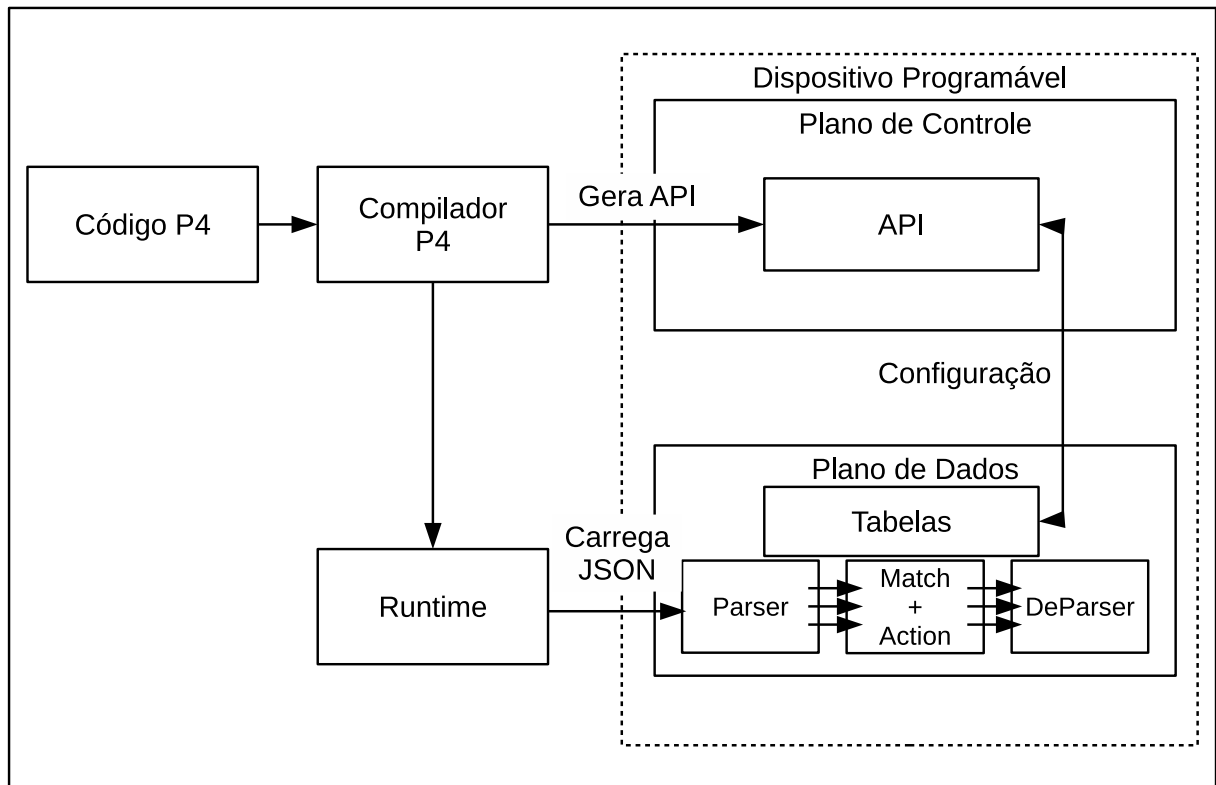 Dispositivo Programável
Plano de Controle
Código P4
Compilador
P4
Gera API
API
Configuração
Plano de Dados
Tabelas
Carrega
JSON
Runtime
Parser
Match
+
Action
DeParser